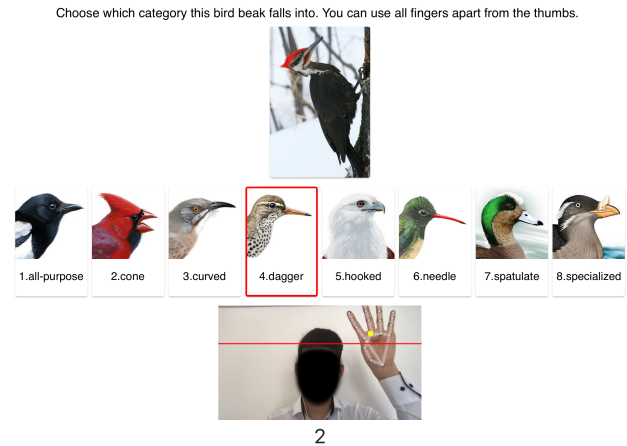 Choose which category this bird beak falls into. You can use all fingers apart from the thumbs.
1.all-purpose
2.cone
3.curved
4.dagger
5.hooked
6.needle
7.spatulate
8.specialized
2